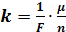 k = 1/F · μ/n